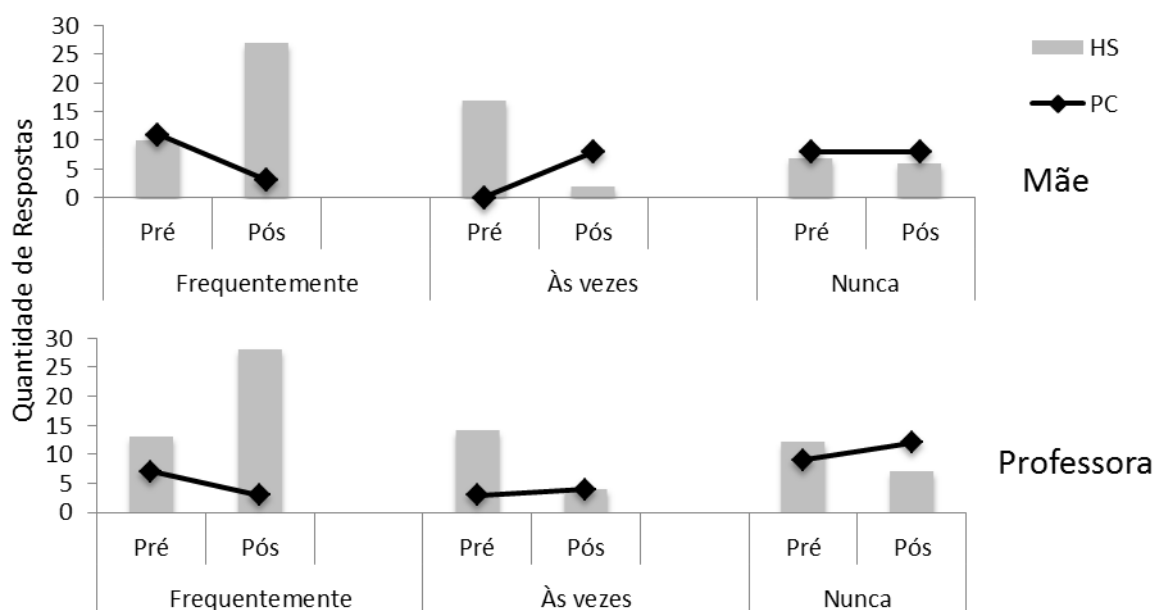 30
25
20
15
10
5
0
HS
PC
Mãe
Pré Pós Pré Pós Pré Pós
Frequentemente Às vezes Nunca
Quantidade de Respostas
30
25
20
15
10
5
0
Professora
Pré Pós Pré Pós Pré Pós
Frequentemente Às vezes Nunca